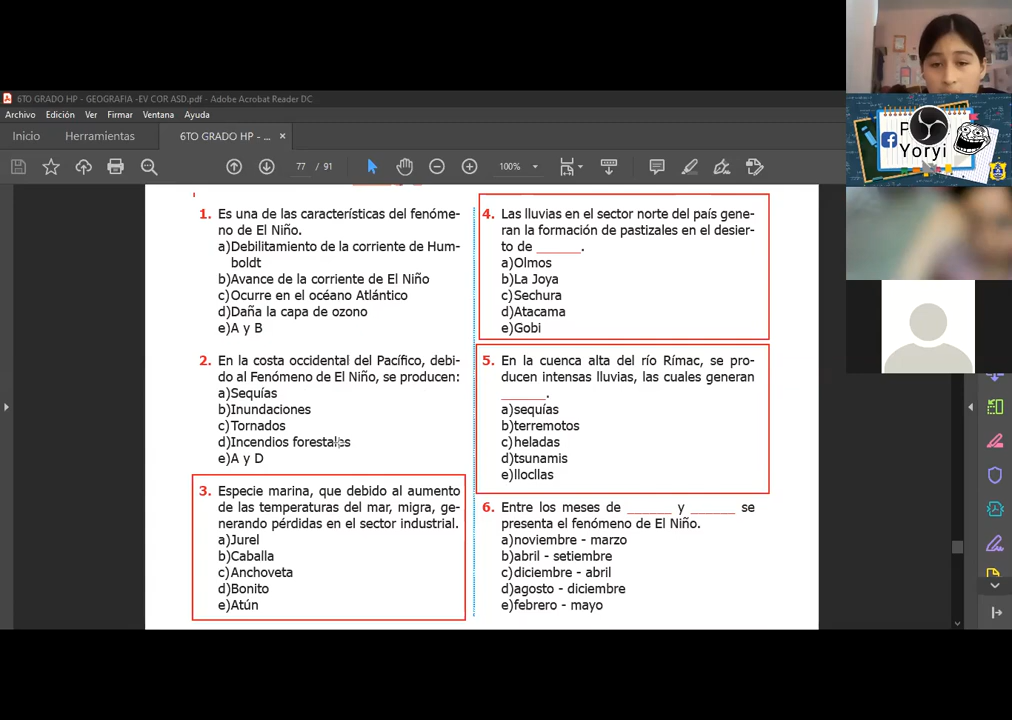 6TO GRADO HP - GEOGRAFIA -EV COR ASD.pdf - Adobe Acrobat Reader DC
Archivo Edición Ver Firmar Ventana Ayuda
Inicio Herramientas 6TO GRADO HP - ... ×
77 / 91 100%
1. Es una de las características del fenóme-
no de El Niño.
a)Debilitamiento de la corriente de Hum-
boldt
b)Avance de la corriente de El Niño
c)Ocurre en el océano Atlántico
d)Daña la capa de ozono
e)A y B
2. En la costa occidental del Pacífico, debi-
do al Fenómeno de El Niño, se producen:
a)Sequías
b)Inundaciones
c)Tornados
d)Incendios forestales
e)A y D
3. Especie marina, que debido al aumento
de las temperaturas del mar, migra, ge-
nerando pérdidas en el sector industrial.
a)Jurel
b)Caballa
c)Anchoveta
d)Bonito
e)Atún
4. Las lluvias en el sector norte del país gene-
ran la formación de pastizales en el desier-
to de ______.
a)Olmos
b)La Joya
c)Sechura
d)Atacama
e)Gobi
5. En la cuenca alta del río Rímac, se pro-
ducen intensas lluvias, las cuales generan
______.
a)sequías
b)terremotos
c)heladas
d)tsunamis
e)llocllas
6. Entre los meses de ______ y ______ se
presenta el fenómeno de El Niño.
a)noviembre - marzo
b)abril - setiembre
c)diciembre - abril
d)agosto - diciembre
e)febrero - mayo
Yoryi